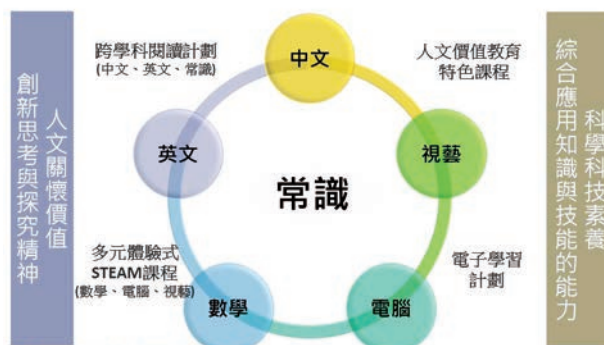 人文關懷價值
創新思考與探究精神
跨學科閱讀計劃
(中文、英文、常識)
中文
人文價值教育
特色課程
英文
視藝
常識
多元體驗式
STEAM課程
(數學、電腦、視藝)
電子學習
計劃
數學
電腦
科學科技素養
綜合應用知識與技能的能力